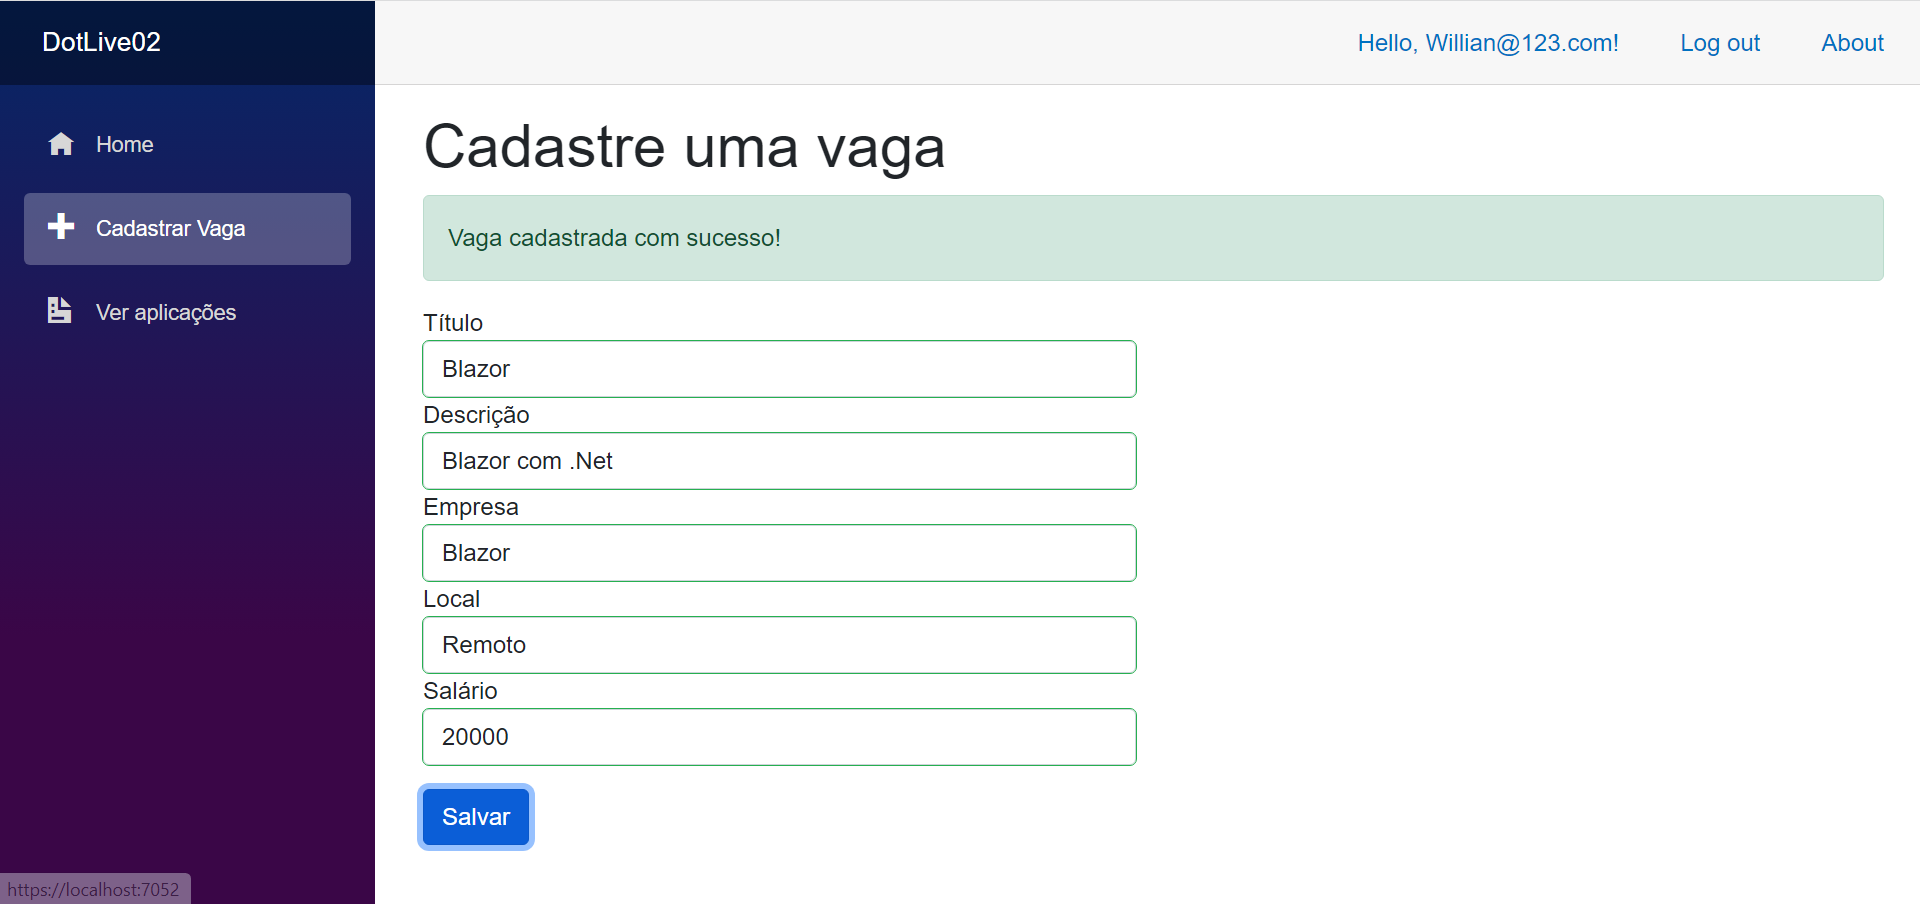 DotLive02
Hello, Willian@123.com!
Log out
About
Home
Cadastrar Vaga
Ver aplicações
Cadastre uma vaga
Vaga cadastrada com sucesso!
Título
Blazor
Descrição
Blazor com .Net
Empresa
Blazor
Local
Remoto
Salário
20000
Salvar
https://localhost:7052